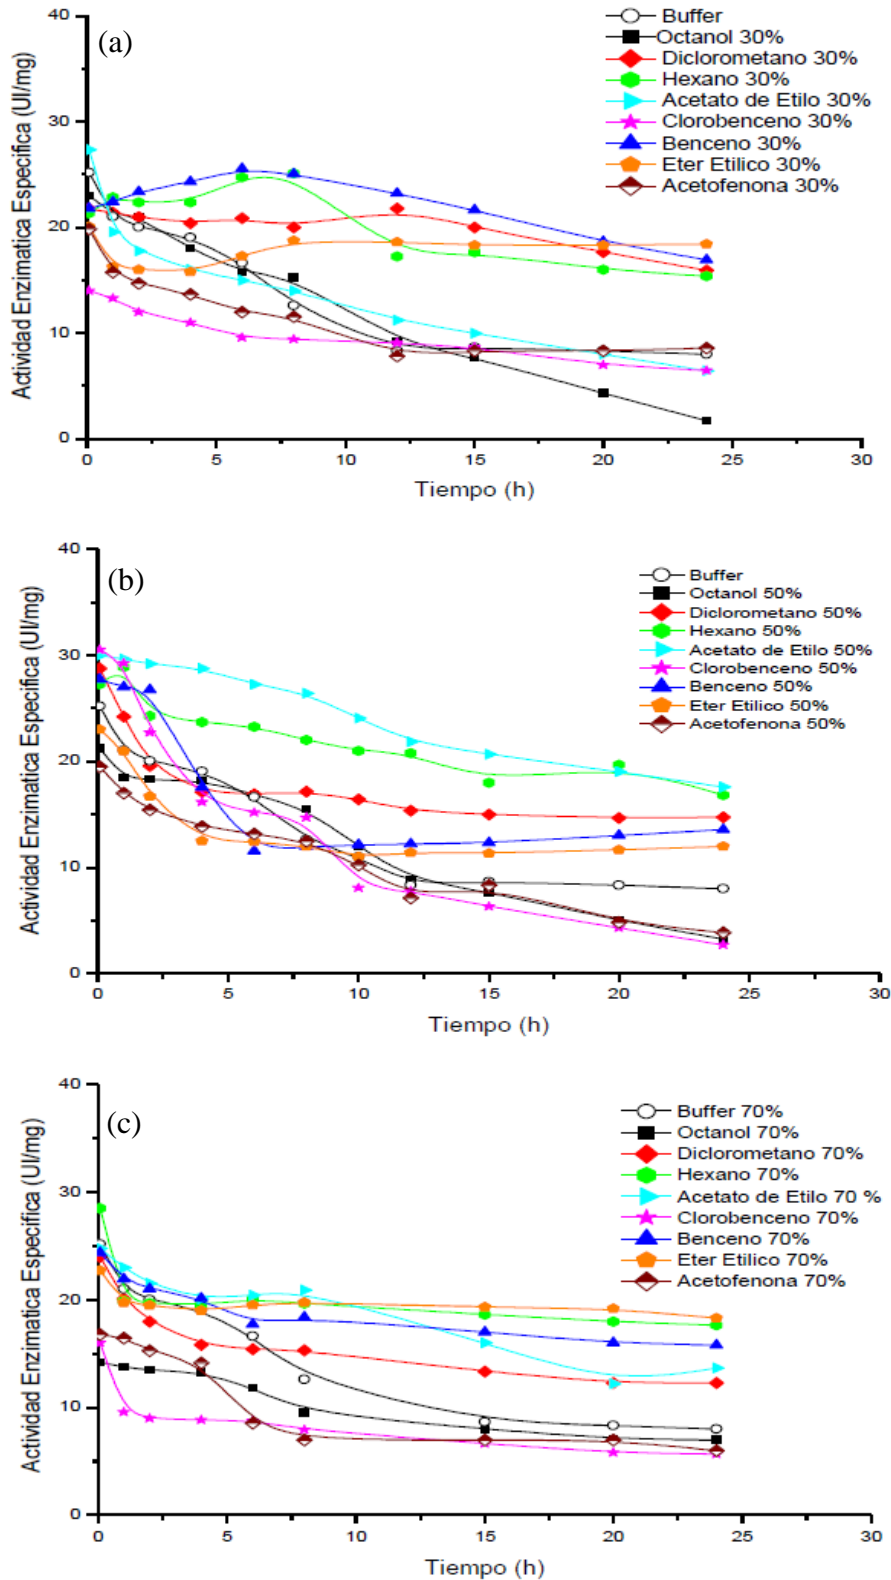 (a)
Buffer
Octanol 30%
Diclorometano 30%
Hexano 30%
Acetato de Etilo 30%
Clorobenceno 30%
Benceno 30%
Eter Etilico 30%
Acetofenona 30%
Actividad Enzimatica Especifica (UI/mg)
40
30
20
10
0
0 5 10 15 20 25 30
Tiempo (h)
(b)
Buffer
Octanol 50%
Diclorometano 50%
Hexano 50%
Acetato de Etilo 50%
Clorobenceno 50%
Benceno 50%
Eter Etilico 50%
Acetofenona 50%
Actividad Enzimatica Especifica (UI/mg)
40
30
20
10
0
0 5 10 15 20 25 30
Tiempo (h)
(c)
Buffer 70%
Octanol 70%
Diclorometano 70%
Hexano 70%
Acetato de Etilo 70 %
Clorobenceno 70%
Benceno 70%
Eter Etilico 70%
Acetofenona 70%
Actividad Enzimatica Especifica (UI/mg)
40
30
20
10
0
0 5 10 15 20 25 30
Tiempo (h)